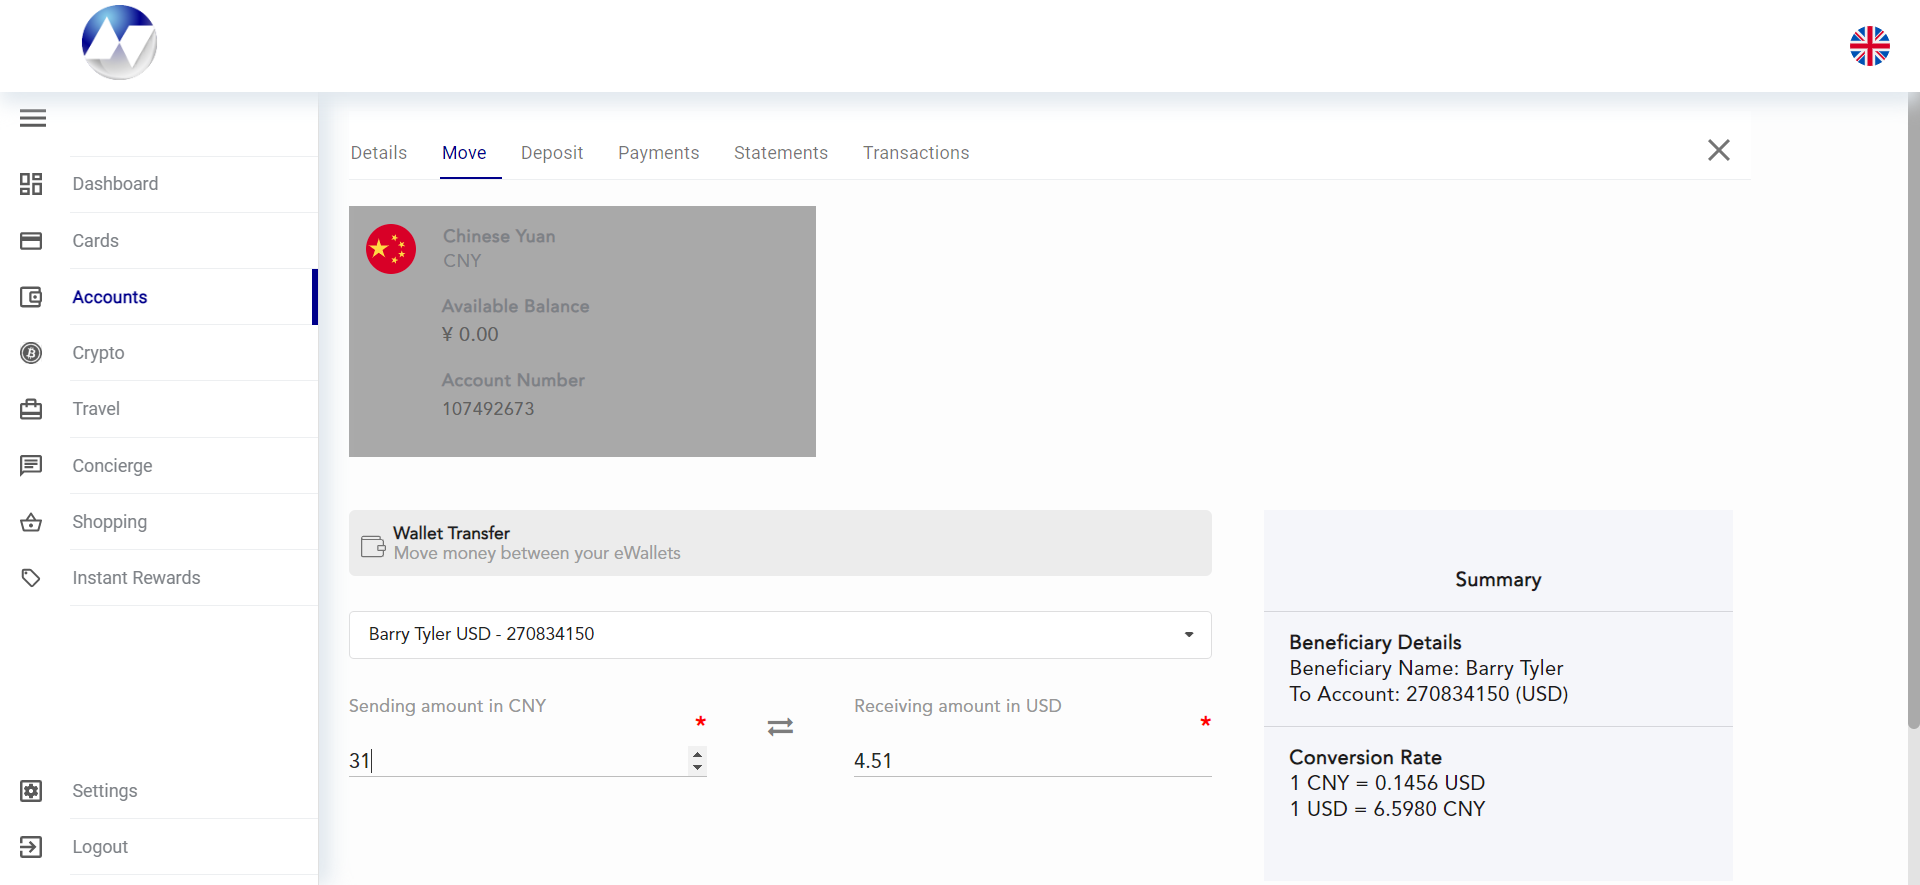 Details Move Deposit Payments Statements Transactions
Dashboard
Cards
Accounts
Crypto
Travel
Concierge
Shopping
Instant Rewards
Settings
Logout
Chinese Yuan
CNY
Available Balance
¥ 0.00
Account Number
107492673
Wallet Transfer
Move money between your eWallets
Barry Tyler USD - 270834150
Sending amount in CNY
*
31
Receiving amount in USD
*
4.51
Summary
Beneficiary Details
Beneficiary Name: Barry Tyler
To Account: 270834150 (USD)
Conversion Rate
1 CNY = 0.1456 USD
1 USD = 6.5980 CNY